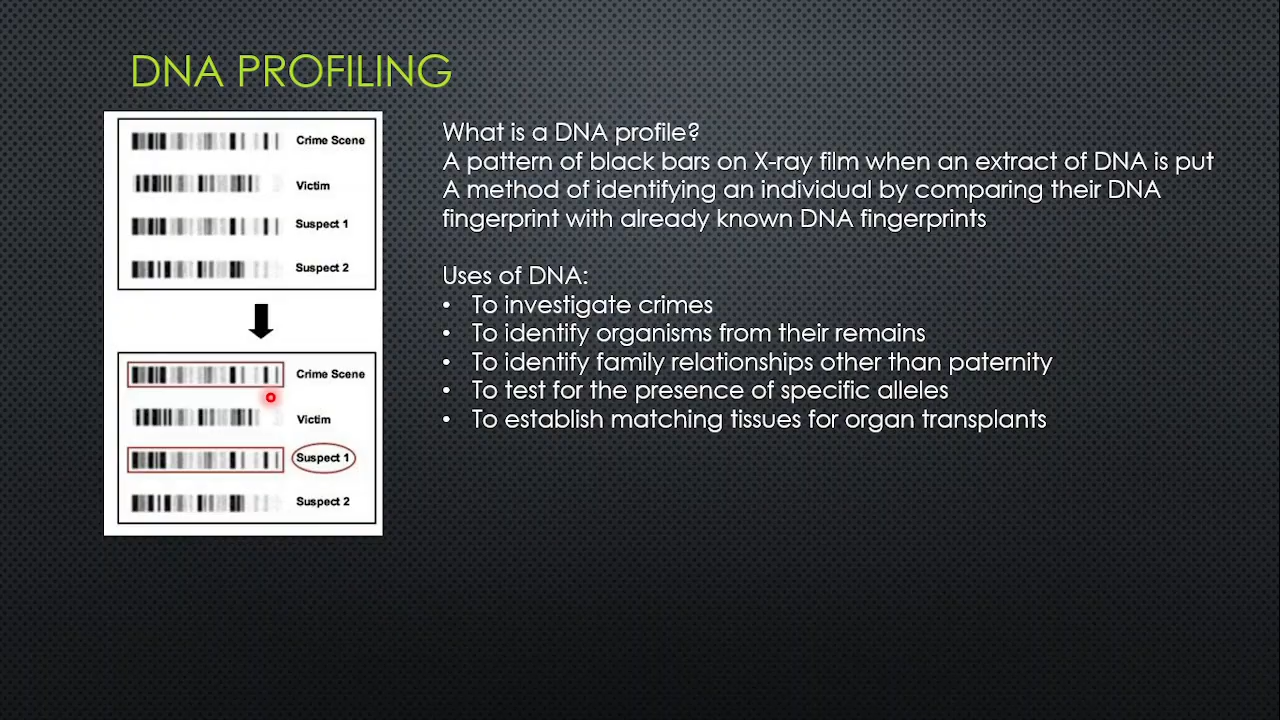 DNA PROFILING
Crime Scene
Victim
Suspect 1
Suspect 2
Crime Scene
Victim
Suspect 1
Suspect 2
What is a DNA profile?
A pattern of black bars on X-ray film when an extract of DNA is put
A method of identifying an individual by comparing their DNA
fingerprint with already known DNA fingerprints
Uses of DNA:
• To investigate crimes
• To identify organisms from their remains
• To identify family relationships other than paternity
• To test for the presence of specific alleles
• To establish matching tissues for organ transplants